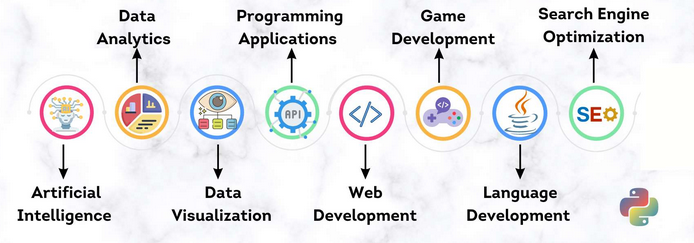 Data
Analytics
Programming
Applications
Game
Development
Search Engine
Optimization
API
</>
</>
SEO
Artificial
Intelligence
Data
Visualization
Web
Development
Language
Development